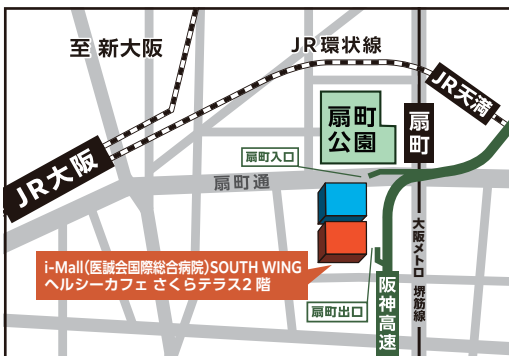 至 新大阪
JR環状線
JR天満
扇町
公園
扇町
扇町入口
JR大阪
扇町通
大阪メトロ 堺筋線
i-Mall(医誠会国際総合病院)SOUTH WING
ヘルシーカフェ さくらテラス2階
扇町出口
阪神高速